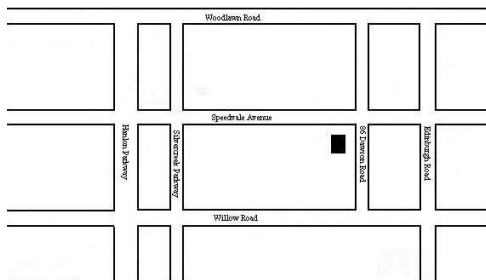 Woodlawn Road
Speedvale Avenue
Hanlon Parkway
Silvercreek Parkway
86 Dawson Road
Edinburgh Road
Willow Road